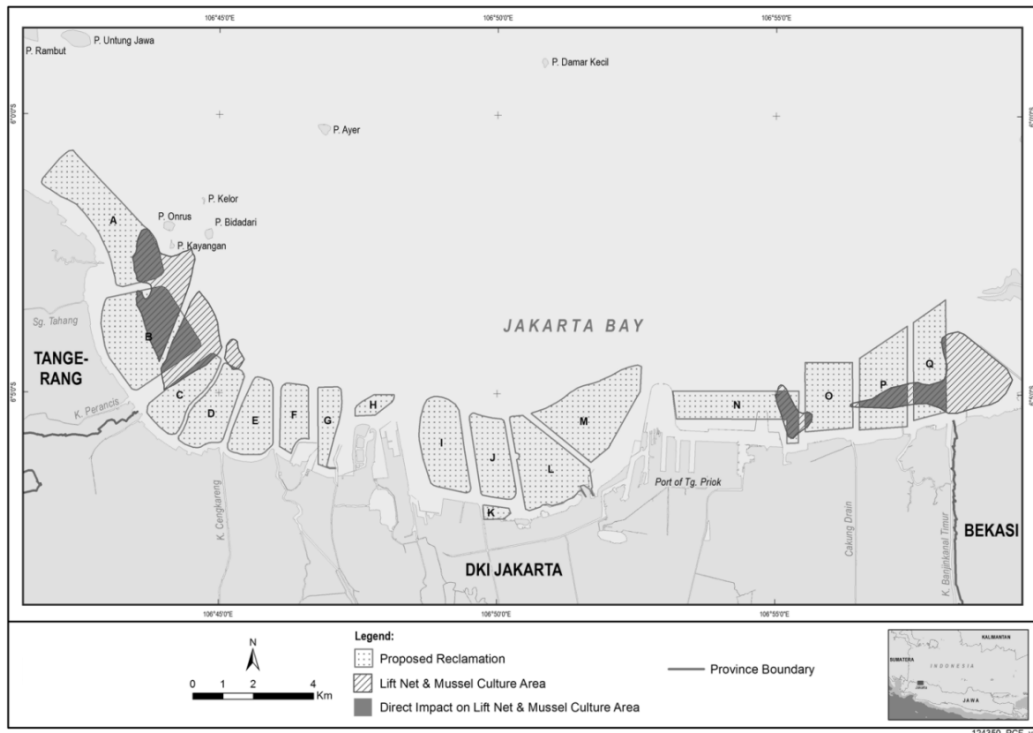 106°45'0"E
106°50'0"E
106°55'0"E
P. Rambut
P. Untung Jawa
P. Damar Kecil
6°0'0"S
6°0'0"S
P. Ayer
P. Kelor
A
P. Onrus
P. Bidadari
P. Kayangan
Sg. Tahang
JAKARTA BAY
B
TANGE-
RANG
Q
P
C
O
K. Perancis
D
H
N
E
F
G
M
I
J
L
Port of Tg. Priok
K
K. Cengkareng
Cakung Drain
K. Banjirkanal Timur
BEKASI
DKI JAKARTA
106°45'0"E
106°50'0"E
106°55'0"E
N
0 1 2 4
Km
Legend:
Proposed Reclamation
Lift Net & Mussel Culture Area
Direct Impact on Lift Net & Mussel Culture Area
Province Boundary
KALIMANTAN
SUMATERA
INDONESIA
JAWA